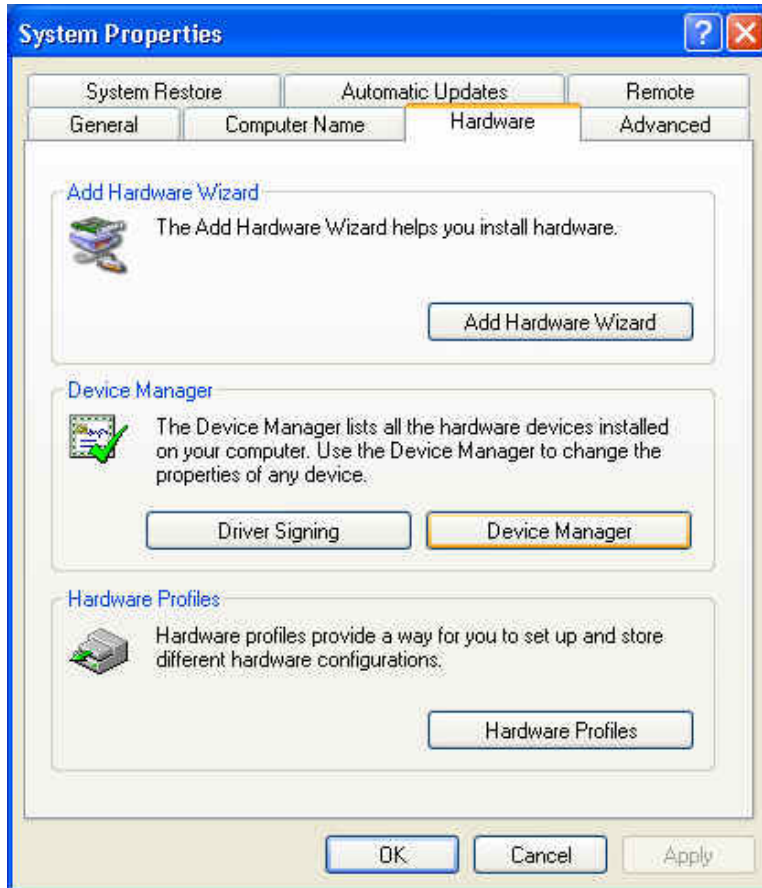 System Properties
System Restore
Automatic Updates
Remote
General
Computer Name
Hardware
Advanced
Add Hardware Wizard
The Add Hardware Wizard helps you install hardware.
Add Hardware Wizard
Device Manager
The Device Manager lists all the hardware devices installed
on your computer. Use the Device Manager to change the
properties of any device.
Driver Signing
Device Manager
Hardware Profiles
Hardware profiles provide a way for you to set up and store
different hardware configurations.
Hardware Profiles
OK
Cancel
Apply